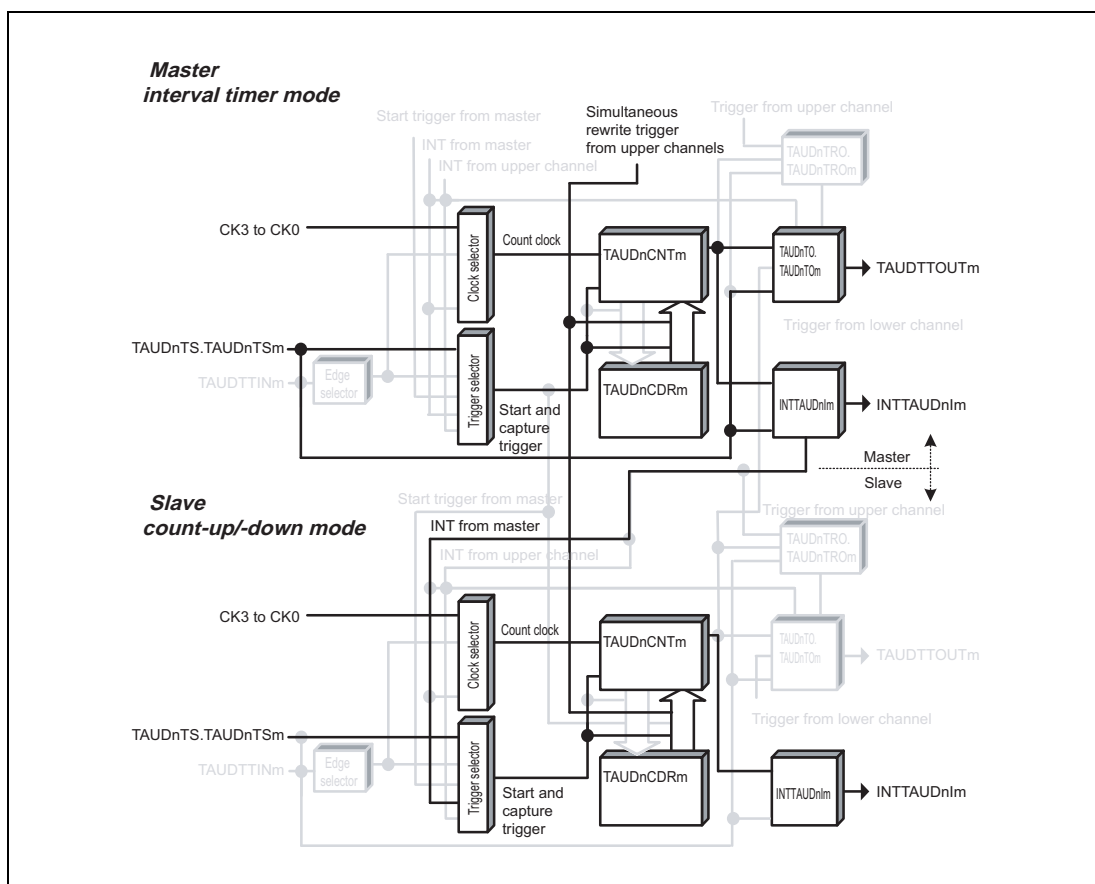 Master
interval timer mode
Start trigger from master
INT from master
INT from upper channel
Simultaneous
rewrite trigger
from upper channels
Trigger from upper channel
TAUDnTRO.
TAUDnTROm
CK3 to CK0
Clock selector
Count clock
TAUDnCNTm
TAUDnTO.
TAUDnTOm
TAUDTTOUTm
Trigger from lower channel
TAUDnTS.TAUDnTSm
TAUDTTINm
Edge
selector
Trigger selector
TAUDnCDRm
INTTAUDnIm
INTTAUDnIm
Start and
capture
trigger
Master
Slave
Slave
count-up/-down mode
Start trigger from master
INT from master
INT from upper channel
Trigger from upper channel
TAUDnTRO.
TAUDnTROm
CK3 to CK0
Clock selector
Count clock
TAUDnCNTm
TAUDnTO.
TAUDnTOm
TAUDTTOUTm
Trigger from lower channel
TAUDnTS.TAUDnTSm
TAUDTTINm
Edge
selector
Trigger selector
TAUDnCDRm
INTTAUDnIm
INTTAUDnIm
Start and
capture
trigger